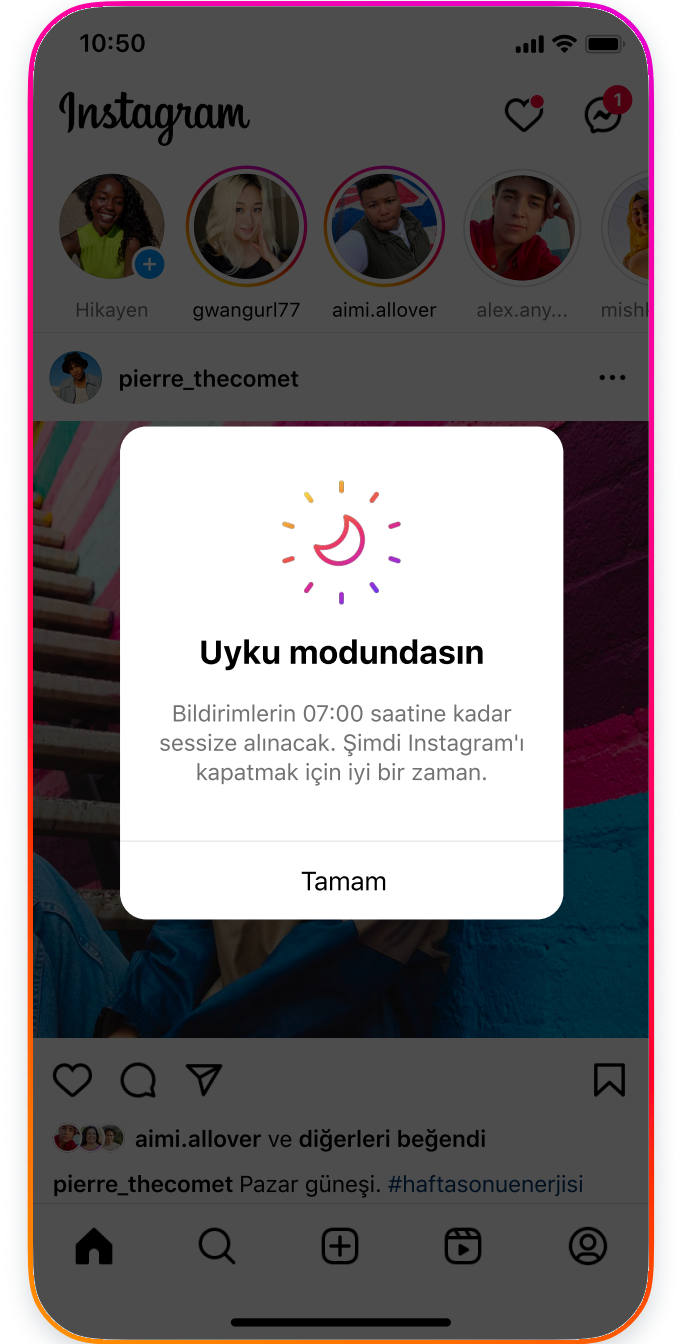 10:50
Instagram
1
Hikayen
gwangurl77
aimi.allover
alex.any...
pierre_thecomet
Uyku modundasın
Bildirimlerin 07:00 saatine kadar
sessize alınacak. Şimdi Instagram'ı
kapatmak için iyi bir zaman.
Tamam
aimi.allover ve diğerleri beğendi
pierre_thecomet Pazar güneşi. #haftasonuenerjisi